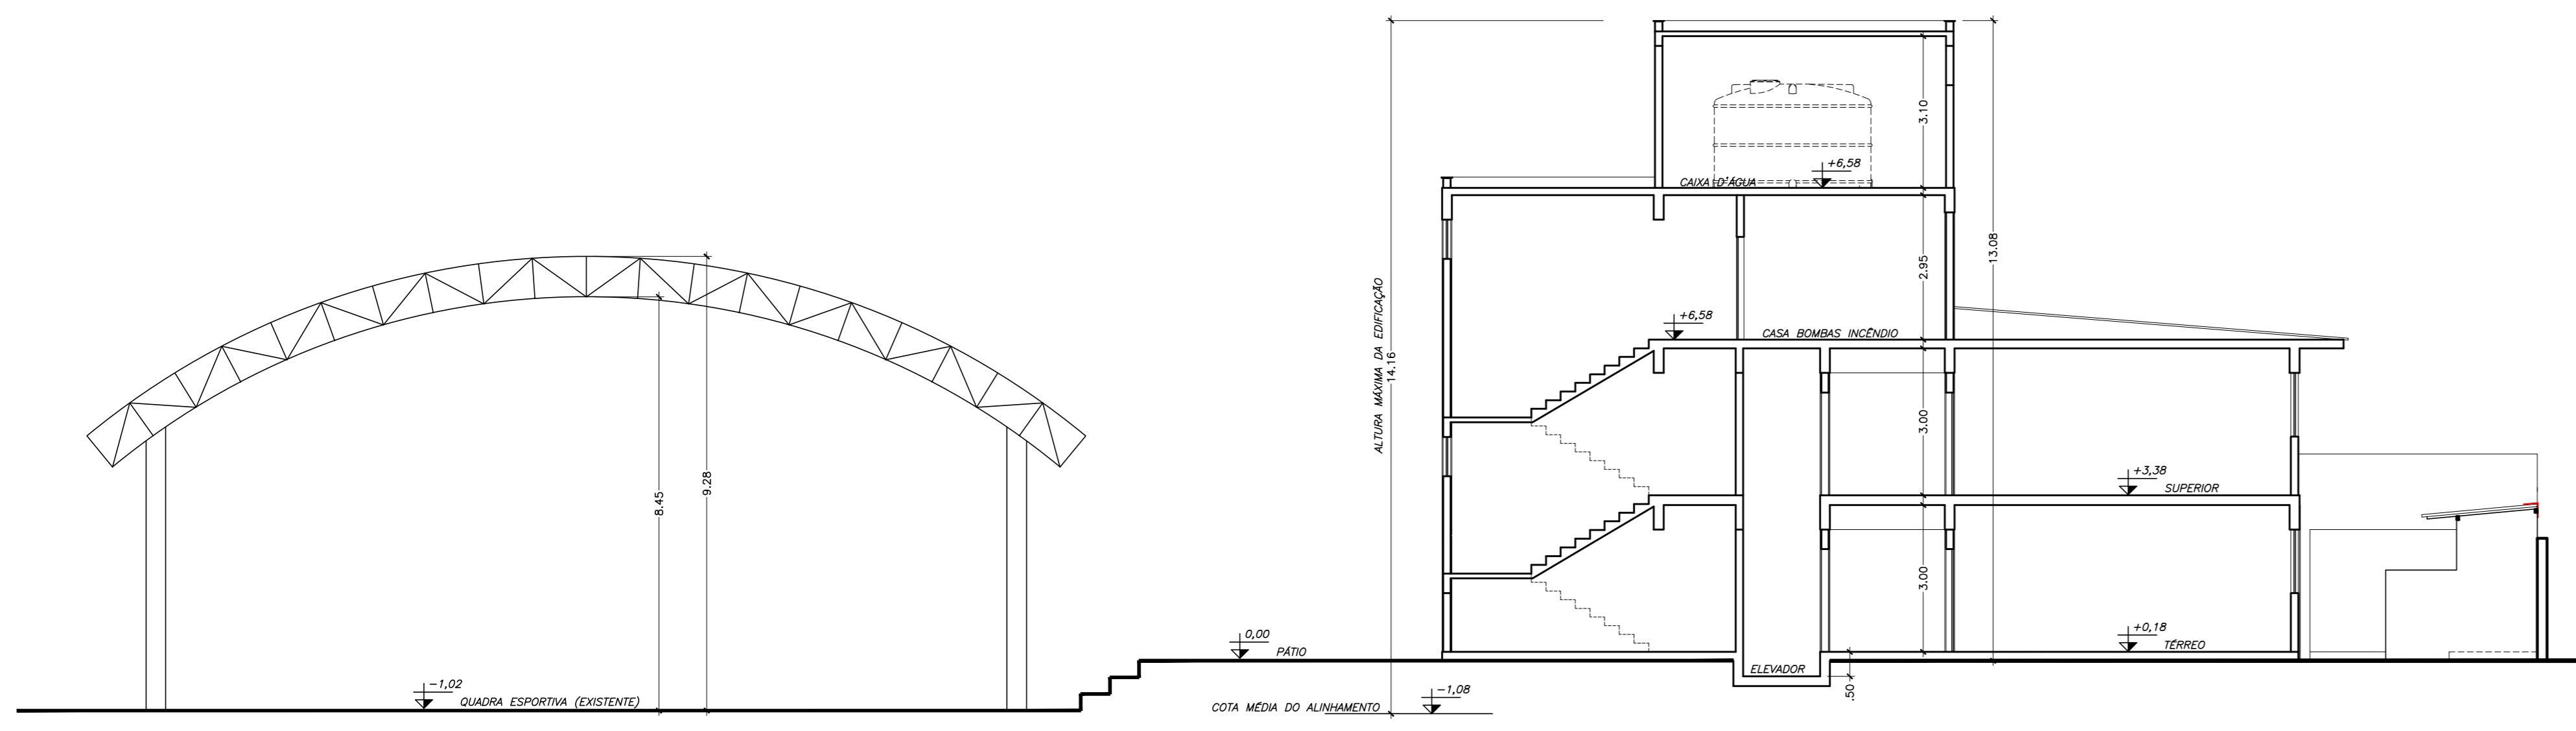 8.45
9.28
-1,02
QUADRA ESPORTIVA (EXISTENTE)
0,00
PÁTIO
COTA MÉDIA DO ALINHAMENTO
-1,08
ALTURA MÁXIMA DA EDIFICAÇÃO
14.16
CAIXA D'ÁGUA
+6,58
3.10
13.08
2.95
+6,58
CASA BOMBAS INCÊNDIO
3.00
+3,38
SUPERIOR
3.00
+0,18
TÉRREO
ELEVADOR
.50